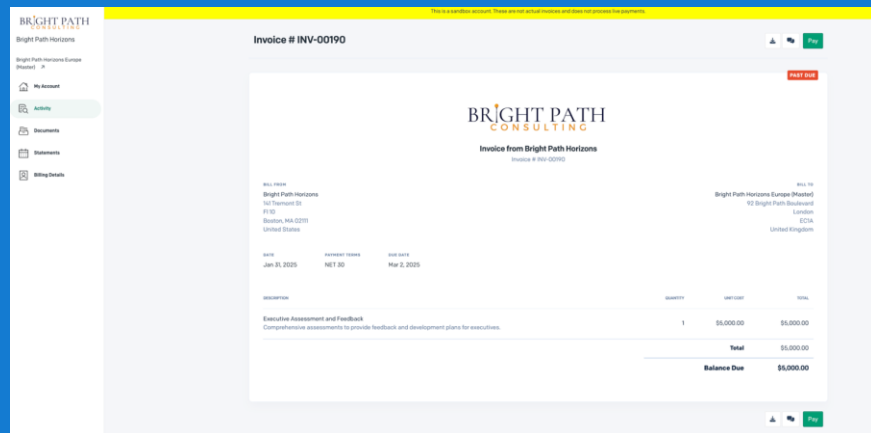 This is a sandbox account. These are not actual invoices and does not process live payments.
BRIGHT PATH
CONSULTING
Bright Path Horizons
Bright Path Horizons Europe
(Master)
My Account
Activity
Documents
Statements
Billing Details
Invoice # INV-00190
Pay
PAST DUE
BRIGHT PATH
CONSULTING
Invoice from Bright Path Horizons
Invoice # INV-00190
BILL FROM
Bright Path Horizons
141 Tremont St
Fl 10
Boston, MA 02111
United States
BILL TO
Bright Path Horizons Europe (Master)
92 Bright Path Boulevard
London
EC1A
United Kingdom
DATE PAYMENT TERMS DUE DATE
Jan 31, 2025 NET 30 Mar 2, 2025
DESCRIPTION QUANTITY UNIT COST TOTAL
Executive Assessment and Feedback
Comprehensive assessments to provide feedback and development plans for executives.
1 $5,000.00 $5,000.00
Total $5,000.00
Balance Due $5,000.00
Pay